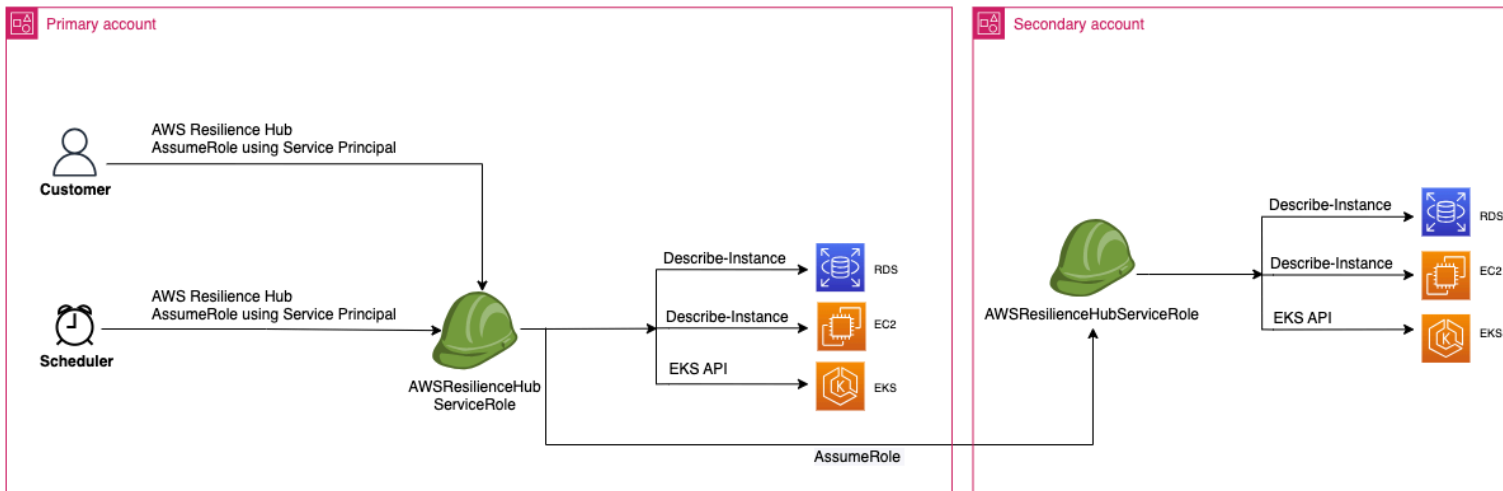 Primary account
AWS Resilience Hub
AssumeRole using Service Principal
Customer
AWS Resilience Hub
AssumeRole using Service Principal
Scheduler
AWSResilienceHub
ServiceRole
Describe-Instance
RDS
Describe-Instance
EC2
EKS API
EKS
AssumeRole
Secondary account
AWSResilienceHubServiceRole
Describe-Instance
RDS
Describe-Instance
EC2
EKS API
EKS